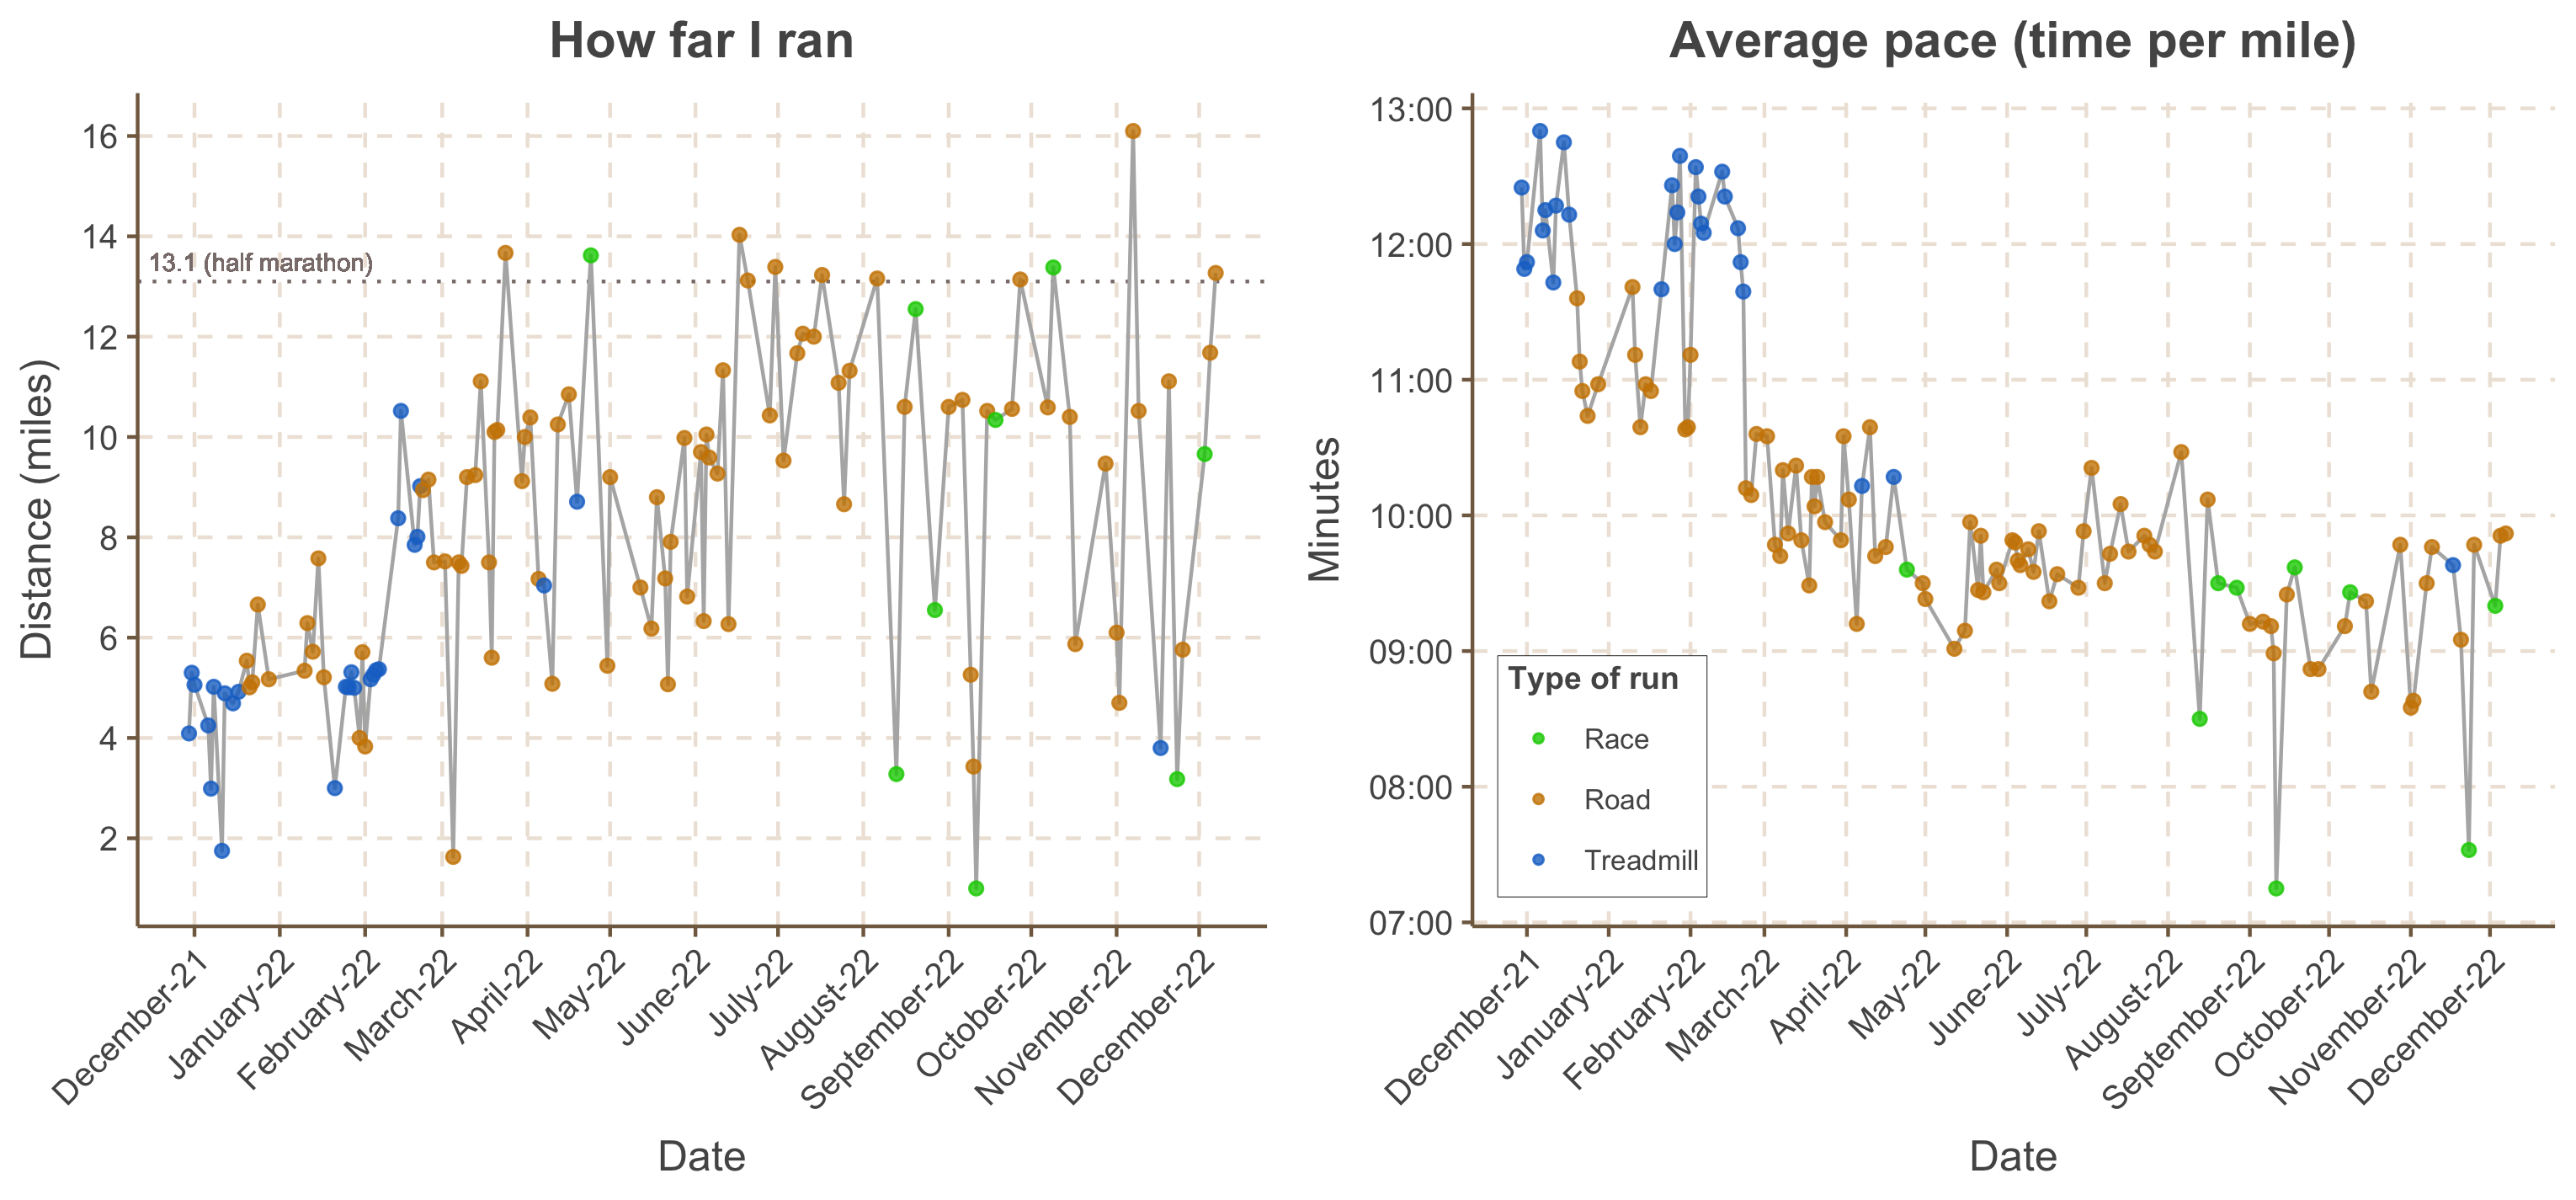 How far I ran
Distance (miles)
16
14
12
10
8
6
4
2
13.1 (half marathon)
December-21
January-22
February-22
March-22
April-22
May-22
June-22
July-22
August-22
September-22
October-22
November-22
December-22
Date
Average pace (time per mile)
Minutes
13:00
12:00
11:00
10:00
09:00
08:00
07:00
Type of run
Race
Road
Treadmill
December-21
January-22
February-22
March-22
April-22
May-22
June-22
July-22
August-22
September-22
October-22
November-22
December-22
Date